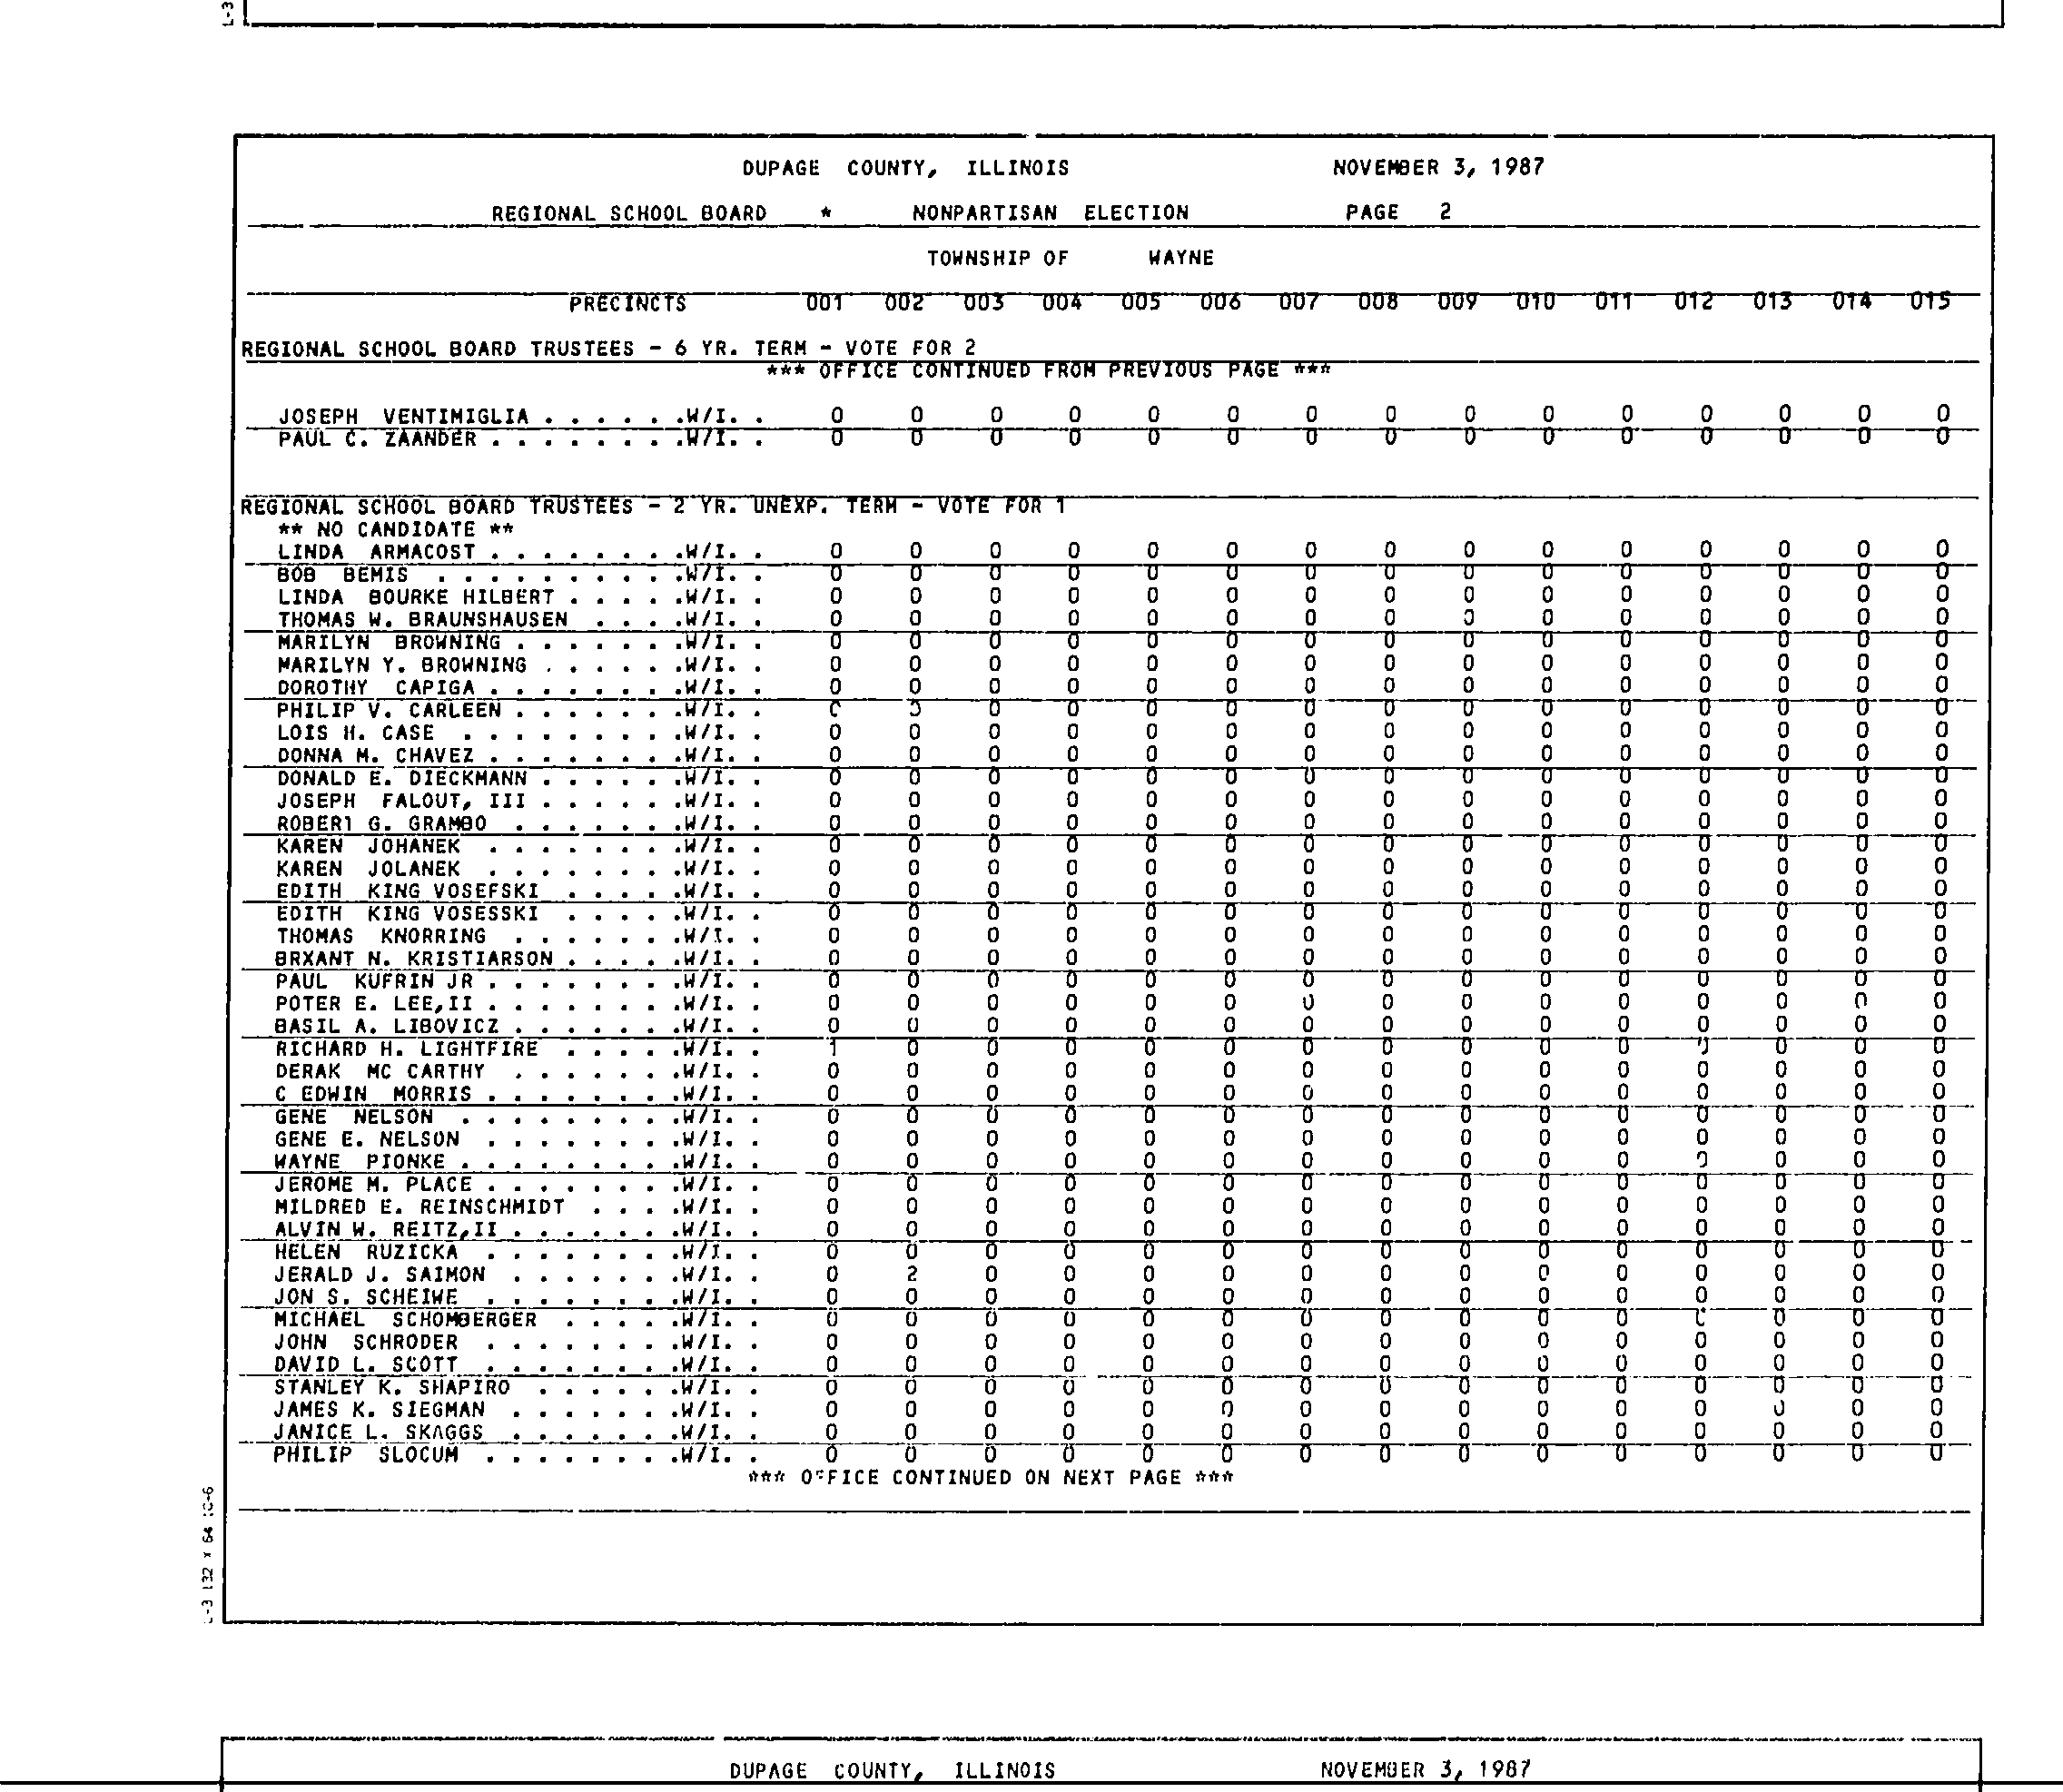 L-3
DUPAGE COUNTY, ILLINOIS NOVEMBER 3, 1987
REGIONAL SCHOOL BOARD * NONPARTISAN ELECTION PAGE 2
TOWNSHIP OF WAYNE
PRECINCTS 001 002 003 004 005 006 007 008 009 010 011 012 013 014 015
REGIONAL SCHOOL BOARD TRUSTEES - 6 YR. TERM - VOTE FOR 2
*** OFFICE CONTINUED FROM PREVIOUS PAGE ***
JOSEPH VENTIMIGLIA . . . . . .W/I. . 0 0 0 0 0 0 0 0 0 0 0 0 0 0 0
PAUL C. ZAANDER . . . . . . . .W/I. . 0 0 0 0 0 0 0 0 0 0 0 0 0 0 0
REGIONAL SCHOOL BOARD TRUSTEES - 2 YR. UNEXP. TERM - VOTE FOR 1
** NO CANDIDATE **
LINDA ARMACOST . . . . . . . .W/I. . 0 0 0 0 0 0 0 0 0 0 0 0 0 0 0
BOB BEMIS . . . . . . . . . .W/I. . 0 0 0 0 0 0 0 0 0 0 0 0 0 0 0
LINDA BOURKE HILBERT . . . . .W/I. . 0 0 0 0 0 0 0 0 0 0 0 0 0 0 0
THOMAS W. BRAUNSHAUSEN . . . .W/I. . 0 0 0 0 0 0 0 0 0 0 0 0 0 0 0
MARILYN BROWNING . . . . . . .W/I. . 0 0 0 0 0 0 0 0 0 0 0 0 0 0 0
MARILYN Y. BROWNING . . . . . .W/I. . 0 0 0 0 0 0 0 0 0 0 0 0 0 0 0
DOROTHY CAPIGA . . . . . . . .W/I. . 0 0 0 0 0 0 0 0 0 0 0 0 0 0 0
PHILIP V. CARLEEN . . . . . . .W/I. . 0 0 0 0 0 0 0 0 0 0 0 0 0 0 0
LOIS H. CASE . . . . . . . . .W/I. . 0 0 0 0 0 0 0 0 0 0 0 0 0 0 0
DONNA M. CHAVEZ . . . . . . . .W/I. . 0 0 0 0 0 0 0 0 0 0 0 0 0 0 0
DONALD E. DIECKMANN . . . . . .W/I. . 0 0 0 0 0 0 0 0 0 0 0 0 0 0 0
JOSEPH FALOUT, III . . . . . .W/I. . 0 0 0 0 0 0 0 0 0 0 0 0 0 0 0
ROBERT G. GRAMBO . . . . . . .W/I. . 0 0 0 0 0 0 0 0 0 0 0 0 0 0 0
KAREN JOHANEK . . . . . . . .W/I. . 0 0 0 0 0 0 0 0 0 0 0 0 0 0 0
KAREN JOLANEK . . . . . . . .W/I. . 0 0 0 0 0 0 0 0 0 0 0 0 0 0 0
EDITH KING VOSEFSKI . . . . .W/I. . 0 0 0 0 0 0 0 0 0 0 0 0 0 0 0
EDITH KING VOSESSKI . . . . .W/I. . 0 0 0 0 0 0 0 0 0 0 0 0 0 0 0
THOMAS KNORRING . . . . . . .W/I. . 0 0 0 0 0 0 0 0 0 0 0 0 0 0 0
BRXANT N. KRISTIARSON . . . . .W/I. . 0 0 0 0 0 0 0 0 0 0 0 0 0 0 0
PAUL KUFRIN JR . . . . . . . .W/I. . 0 0 0 0 0 0 0 0 0 0 0 0 0 0 0
POTER E. LEE,II . . . . . . . .W/I. . 0 0 0 0 0 0 0 0 0 0 0 0 0 0 0
BASIL A. LIBOVICZ . . . . . . .W/I. . 0 0 0 0 0 0 0 0 0 0 0 0 0 0 0
RICHARD H. LIGHTFIRE . . . . .W/I. . 1 0 0 0 0 0 0 0 0 0 0 0 0 0 0
DERAK MC CARTHY . . . . . . .W/I. . 0 0 0 0 0 0 0 0 0 0 0 0 0 0 0
C EDWIN MORRIS . . . . . . . .W/I. . 0 0 0 0 0 0 0 0 0 0 0 0 0 0 0
GENE NELSON . . . . . . . . .W/I. . 0 0 0 0 0 0 0 0 0 0 0 0 0 0 0
GENE E. NELSON . . . . . . . .W/I. . 0 0 0 0 0 0 0 0 0 0 0 0 0 0 0
WAYNE PIONKE . . . . . . . . .W/I. . 0 0 0 0 0 0 0 0 0 0 0 0 0 0 0
JEROME M. PLACE . . . . . . . .W/I. . 0 0 0 0 0 0 0 0 0 0 0 0 0 0 0
MILDRED E. REINSCHMIDT . . . .W/I. . 0 0 0 0 0 0 0 0 0 0 0 0 0 0 0
ALVIN W. REITZ,II . . . . . . .W/I. . 0 0 0 0 0 0 0 0 0 0 0 0 0 0 0
HELEN RUZICKA . . . . . . . .W/I. . 0 0 0 0 0 0 0 0 0 0 0 0 0 0 0
JERALD J. SAIMON . . . . . . .W/I. . 0 2 0 0 0 0 0 0 0 0 0 0 0 0 0
JON S. SCHEIWE . . . . . . . .W/I. . 0 0 0 0 0 0 0 0 0 0 0 0 0 0 0
MICHAEL SCHOMBERGER . . . . .W/I. . 0 0 0 0 0 0 0 0 0 0 0 0 0 0 0
JOHN SCHRODER . . . . . . . .W/I. . 0 0 0 0 0 0 0 0 0 0 0 0 0 0 0
DAVID L. SCOTT . . . . . . . .W/I. . 0 0 0 0 0 0 0 0 0 0 0 0 0 0 0
STANLEY K. SHAPIRO . . . . . .W/I. . 0 0 0 0 0 0 0 0 0 0 0 0 0 0 0
JAMES K. SIEGMAN . . . . . . .W/I. . 0 0 0 0 0 0 0 0 0 0 0 0 0 0 0
JANICE L. SKAGGS . . . . . . .W/I. . 0 0 0 0 0 0 0 0 0 0 0 0 0 0 0
PHILIP SLOCUM . . . . . . . .W/I. . 0 0 0 0 0 0 0 0 0 0 0 0 0 0 0
*** OFFICE CONTINUED ON NEXT PAGE ***
132 X 64
DUPAGE COUNTY, ILLINOIS NOVEMBER 3, 1987